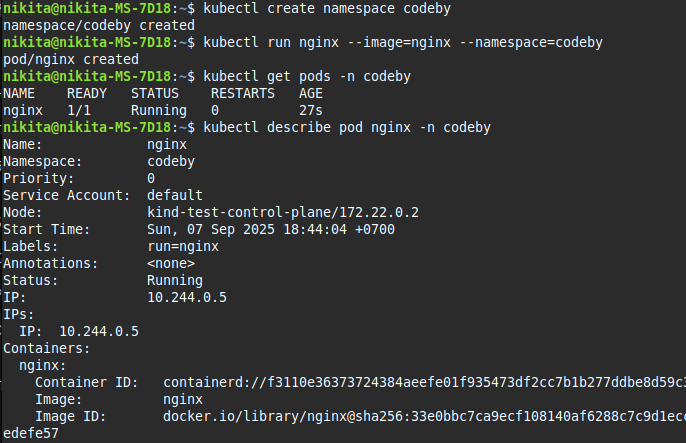 nikita@nikita-MS-7D18:~$ kubectl create namespace codeby
namespace/codeby created
nikita@nikita-MS-7D18:~$ kubectl run nginx --image=nginx --namespace=codeby
pod/nginx created
nikita@nikita-MS-7D18:~$ kubectl get pods -n codeby
NAME    READY   STATUS    RESTARTS   AGE
nginx   1/1     Running   0          27s
nikita@nikita-MS-7D18:~$ kubectl describe pod nginx -n codeby
Name:             nginx
Namespace:        codeby
Priority:         0
Service Account:  default
Node:             kind-test-control-plane/172.22.0.2
Start Time:       Sun, 07 Sep 2025 18:44:04 +0700
Labels:           run=nginx
Annotations:      <none>
Status:           Running
IP:               10.244.0.5
IPs:
  IP:  10.244.0.5
Containers:
  nginx:
    Container ID:   containerd://f3110e36373724384aeefe01f935473df2cc7b1b277ddbe8d59c3
    Image:          nginx
    Image ID:       docker.io/library/nginx@sha256:33e0bbc7ca9ecf108140af6288c7c9d1ecc
edefe57